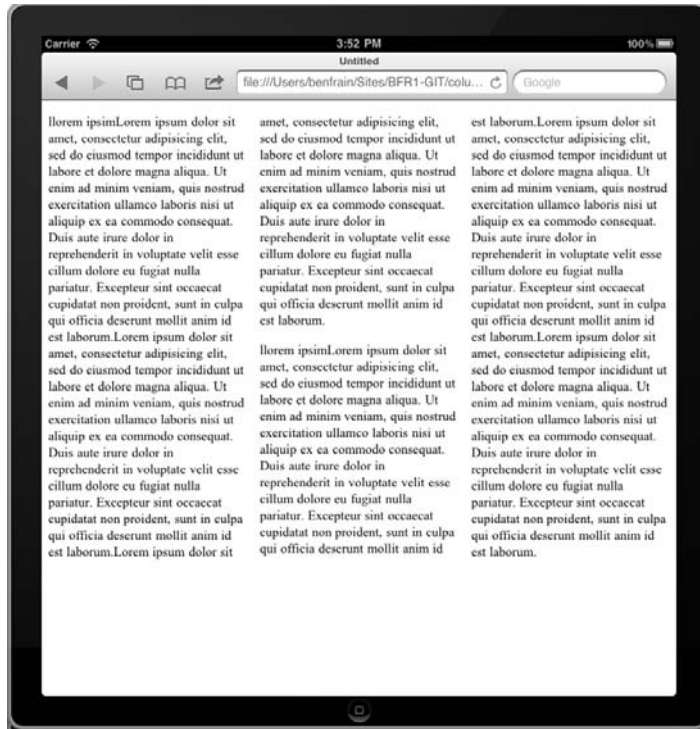 Carrier 3:52 PM 100%
Untitled
file:///Users/benfrain/Sites/BFR1-GIT/colu... Google
llorem ipsimLorem ipsum dolor sit
amet, consectetur adipisicing elit,
sed do eiusmod tempor incididunt ut
labore et dolore magna aliqua. Ut
enim ad minim veniam, quis nostrud
exercitation ullamco laboris nisi ut
aliquip ex ea commodo consequat.
Duis aute irure dolor in
reprehenderit in voluptate velit esse
cillum dolore eu fugiat nulla
pariatur. Excepteur sint occaecat
cupidatat non proident, sunt in culpa
qui officia deserunt mollit anim id
est laborum.Lorem ipsum dolor sit
amet, consectetur adipisicing elit,
sed do eiusmod tempor incididunt ut
labore et dolore magna aliqua. Ut
enim ad minim veniam, quis nostrud
exercitation ullamco laboris nisi ut
aliquip ex ea commodo consequat.
Duis aute irure dolor in
reprehenderit in voluptate velit esse
cillum dolore eu fugiat nulla
pariatur. Excepteur sint occaecat
cupidatat non proident, sunt in culpa
qui officia deserunt mollit anim id
est laborum.Lorem ipsum dolor sit
amet, consectetur adipisicing elit,
sed do eiusmod tempor incididunt ut
labore et dolore magna aliqua. Ut
enim ad minim veniam, quis nostrud
exercitation ullamco laboris nisi ut
aliquip ex ea commodo consequat.
Duis aute irure dolor in
reprehenderit in voluptate velit esse
cillum dolore eu fugiat nulla
pariatur. Excepteur sint occaecat
cupidatat non proident, sunt in culpa
qui officia deserunt mollit anim id
est laborum.
llorem ipsimLorem ipsum dolor sit
amet, consectetur adipisicing elit,
sed do eiusmod tempor incididunt ut
labore et dolore magna aliqua. Ut
enim ad minim veniam, quis nostrud
exercitation ullamco laboris nisi ut
aliquip ex ea commodo consequat.
Duis aute irure dolor in
reprehenderit in voluptate velit esse
cillum dolore eu fugiat nulla
pariatur. Excepteur sint occaecat
cupidatat non proident, sunt in culpa
qui officia deserunt mollit anim id
est laborum.Lorem ipsum dolor sit
amet, consectetur adipisicing elit,
sed do eiusmod tempor incididunt ut
labore et dolore magna aliqua. Ut
enim ad minim veniam, quis nostrud
exercitation ullamco laboris nisi ut
aliquip ex ea commodo consequat.
Duis aute irure dolor in
reprehenderit in voluptate velit esse
cillum dolore eu fugiat nulla
pariatur. Excepteur sint occaecat
cupidatat non proident, sunt in culpa
qui officia deserunt mollit anim id
est laborum.Lorem ipsum dolor sit
amet, consectetur adipisicing elit,
sed do eiusmod tempor incididunt ut
labore et dolore magna aliqua. Ut
enim ad minim veniam, quis nostrud
exercitation ullamco laboris nisi ut
aliquip ex ea commodo consequat.
Duis aute irure dolor in
reprehenderit in voluptate velit esse
cillum dolore eu fugiat nulla
pariatur. Excepteur sint occaecat
cupidatat non proident, sunt in culpa
qui officia deserunt mollit anim id
est laborum.